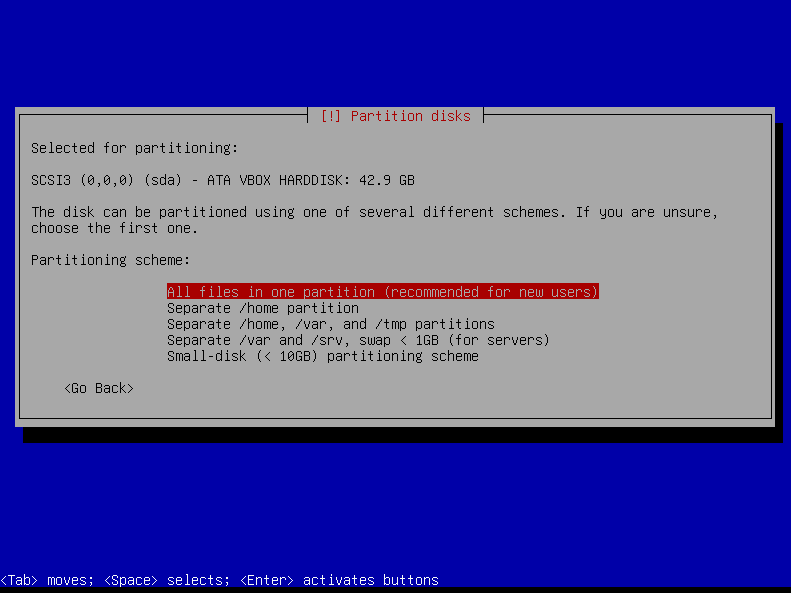 [!] Partition disks
Selected for partitioning:
SCSI3 (0,0,0) (sda) - ATA VBOX HARDDISK: 42.9 GB
The disk can be partitioned using one of several different schemes. If you are unsure,
choose the first one.
Partitioning scheme:
All files in one partition (recommended for new users)
Separate /home partition
Separate /home, /var, and /tmp partitions
Separate /var and /srv, swap < 1GB (for servers)
Small-disk (< 10GB) partitioning scheme
<Go Back>
<Tab> moves; <Space> selects; <Enter> activates buttons